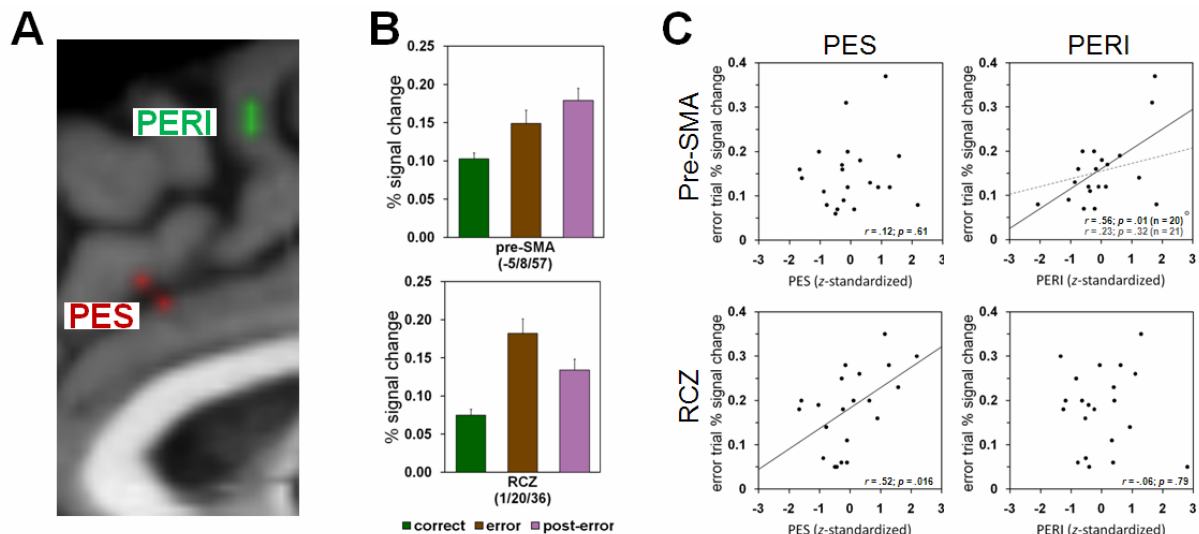 A
PERI
PES
B
% signal change
0.25
0.20
0.15
0.10
0.05
0.00
pre-SMA
(-5/8/57)
% signal change
0.25
0.20
0.15
0.10
0.05
0.00
RCZ
(1/20/36)
correct error post-error
C
PES PERI
Pre-SMA
error trial % signal change
0.4
0.3
0.2
0.1
0
-3 -2 -1 0 1 2 3
r = .12; p = .61
PES (z-standardized)
error trial % signal change
0.4
0.3
0.2
0.1
0
-3 -2 -1 0 1 2 3
r = .56; p = .01 (n = 20)
r = .23; p = .32 (n = 21)
PERI (z-standardized)
RCZ
error trial % signal change
0.4
0.3
0.2
0.1
0
-3 -2 -1 0 1 2 3
r = .52; p = .016
PES (z-standardized)
error trial % signal change
0.4
0.3
0.2
0.1
0
-3 -2 -1 0 1 2 3
r = -.06; p = .79
PERI (z-standardized)